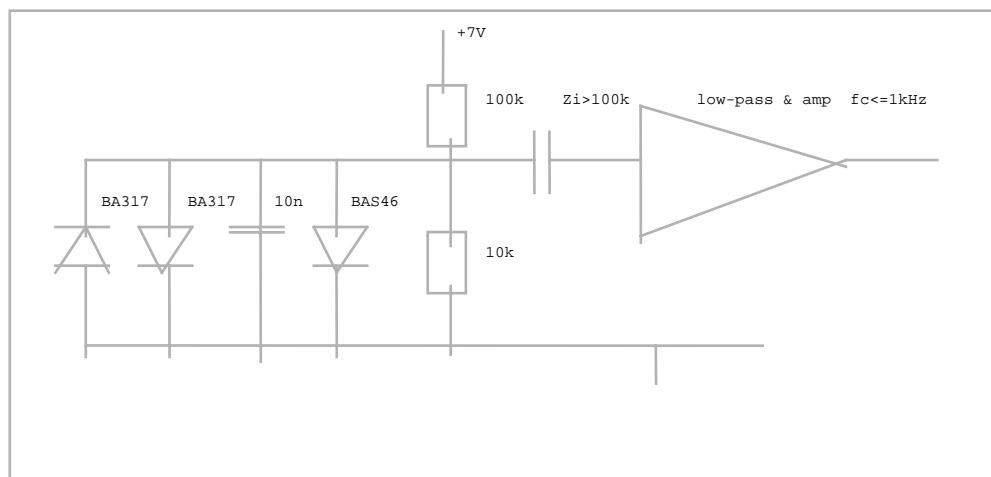 +7V
100k
Zi>100k
low-pass & amp fc<=1kHz
BA317
BA317
10n
BAS46
10k